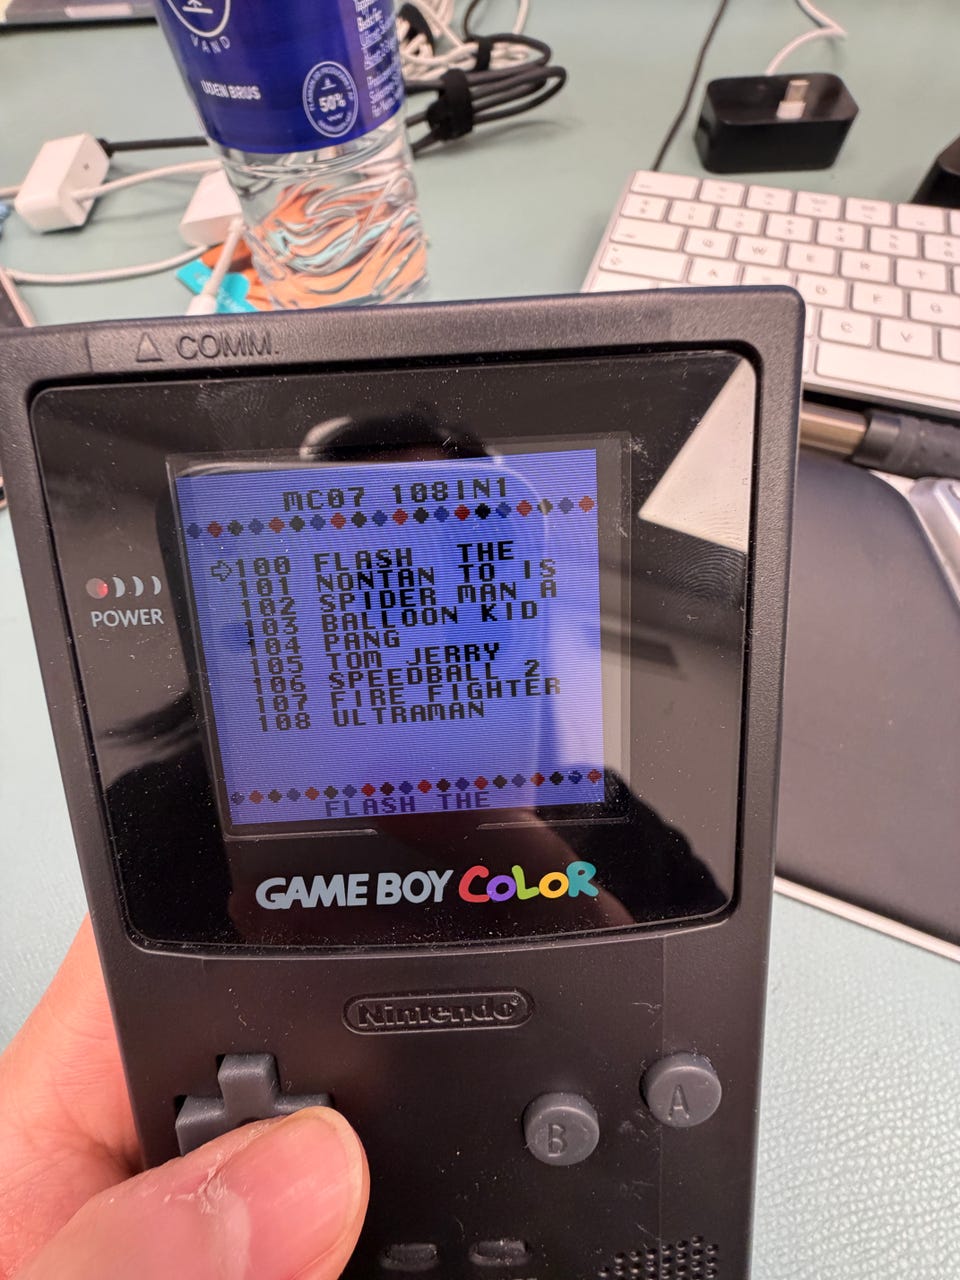 VAND
UDEN BRUS
50%
Q W E R T
A D F G
C V
COMM.
MC07 108IN1
100 FLASH THE
101 NONTAN TO IS
102 SPIDER MAN A
103 BALLOON KID
104 PANG
105 TOM JERRY
106 SPEEDBALL 2
107 FIRE FIGHTER
108 ULTRAMAN
FLASH THE
POWER
GAME BOY COLOR
Nintendo®
A
B